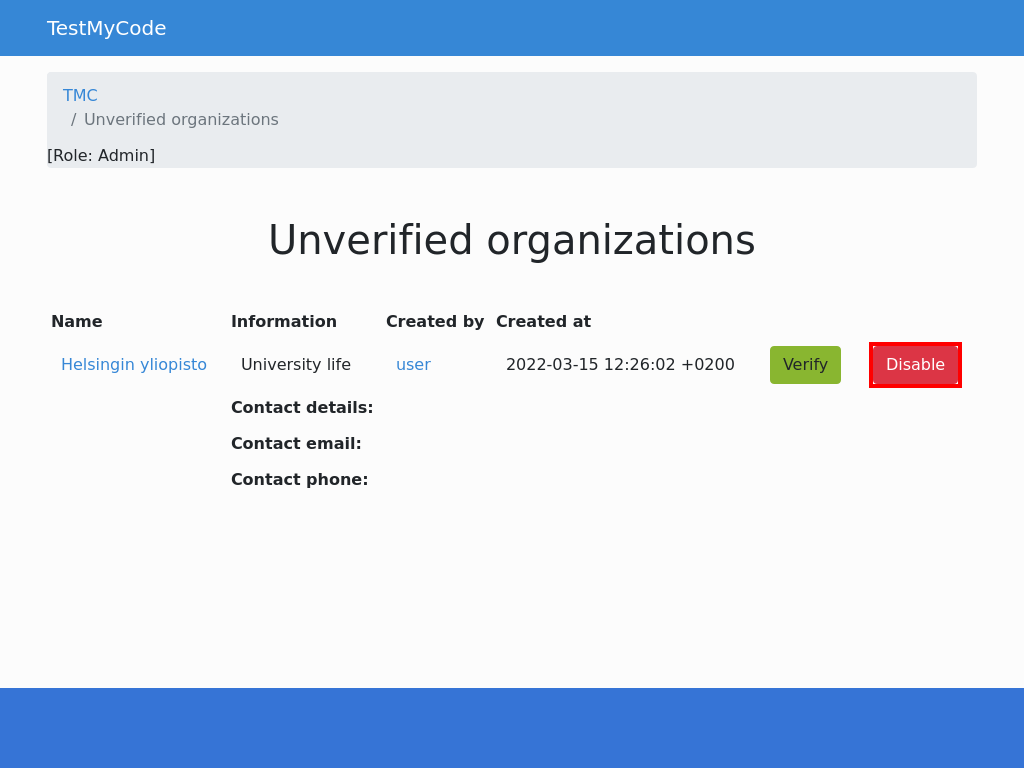 TestMyCode
TMC
/ Unverified organizations
[Role: Admin]
Unverified organizations
Name Information Created by Created at
Helsingin yliopisto University life user 2022-03-15 12:26:02 +0200 Verify Disable
Contact details:
Contact email:
Contact phone: